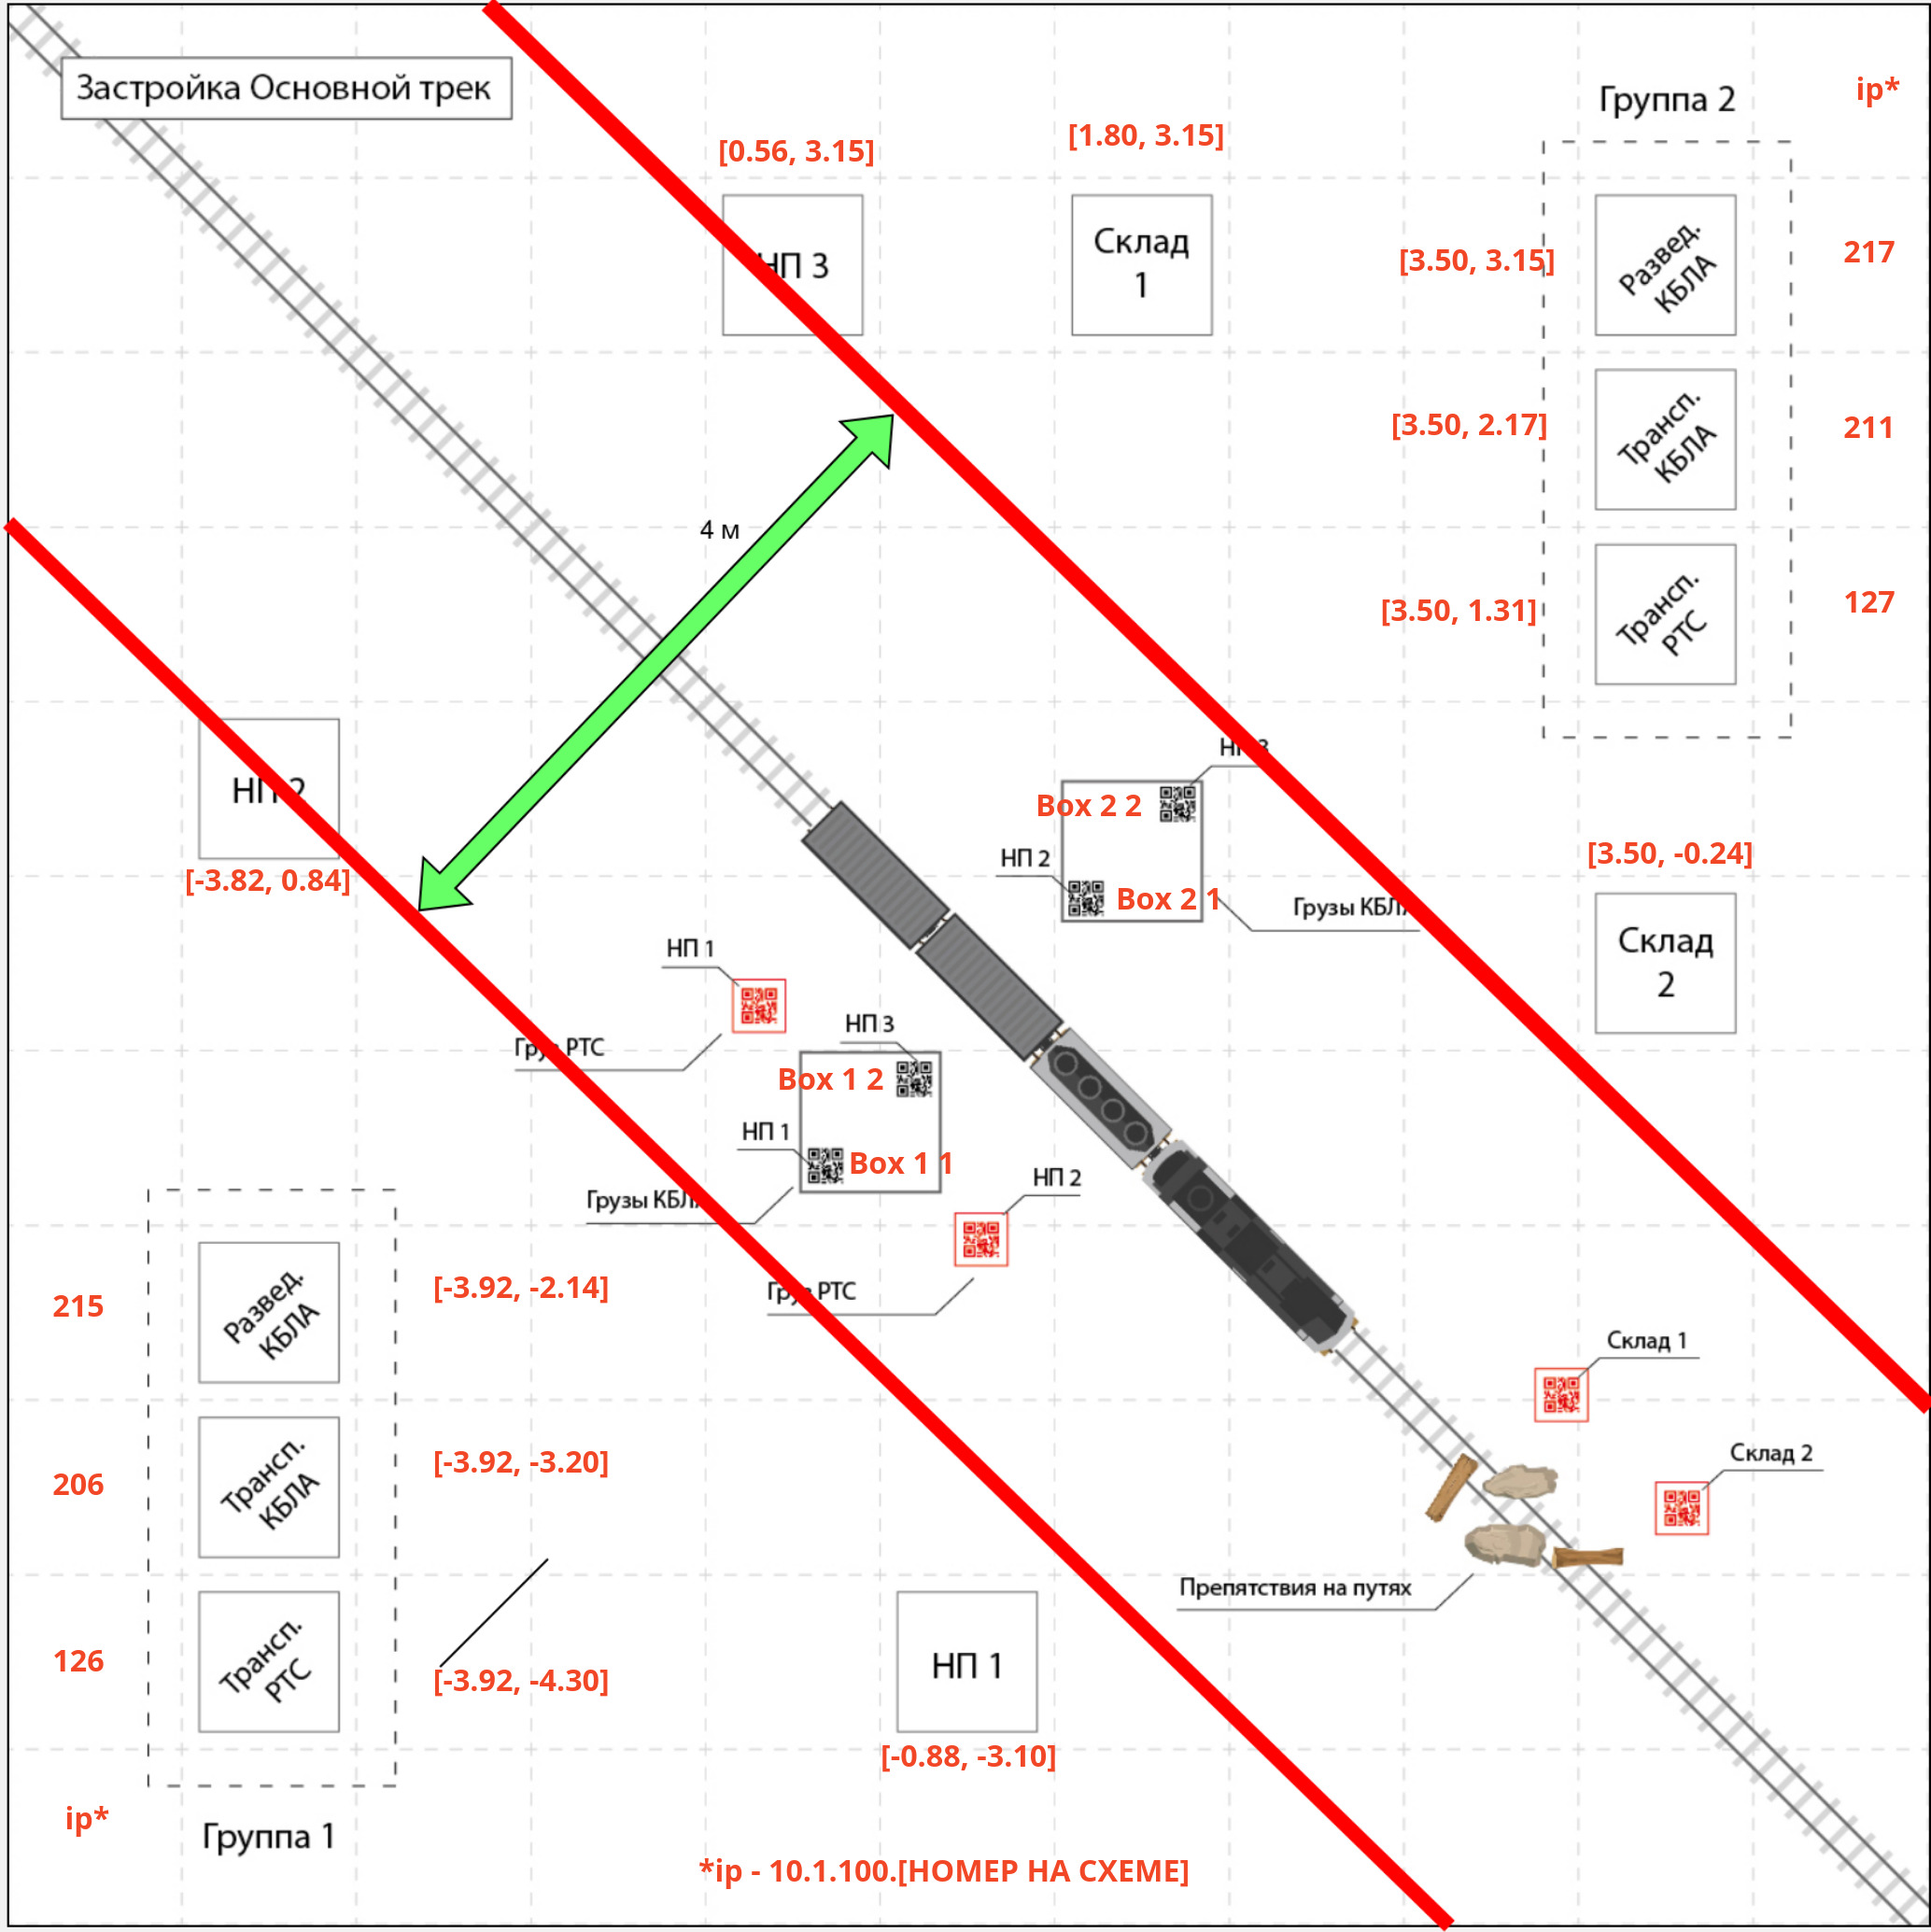 Застройка Основной трек
[0.56, 3.15]
[1.80, 3.15]
Группа 2
ip*
НП 3
Склад
1
[3.50, 3.15]
Развед.
КБЛА
217
[3.50, 2.17]
Трансп.
КБЛА
211
4 м
[3.50, 1.31]
Трансп.
РТС
127
НП 2
[-3.82, 0.84]
НП 3
Box 2 2
НП 2
Box 2 1
Грузы КБЛА
[3.50, -0.24]
Склад
2
НП 1
Груз РТС
НП 3
Box 1 2
НП 1
Box 1 1
Грузы КБЛА
НП 2
Груз РТС
215
Развед.
КБЛА
[-3.92, -2.14]
Склад 1
206
Трансп.
КБЛА
[-3.92, -3.20]
Склад 2
Препятствия на путях
126
Трансп.
РТС
[-3.92, -4.30]
НП 1
[-0.88, -3.10]
ip*
Группа 1
*ip - 10.1.100.[НОМЕР НА СХЕМЕ]